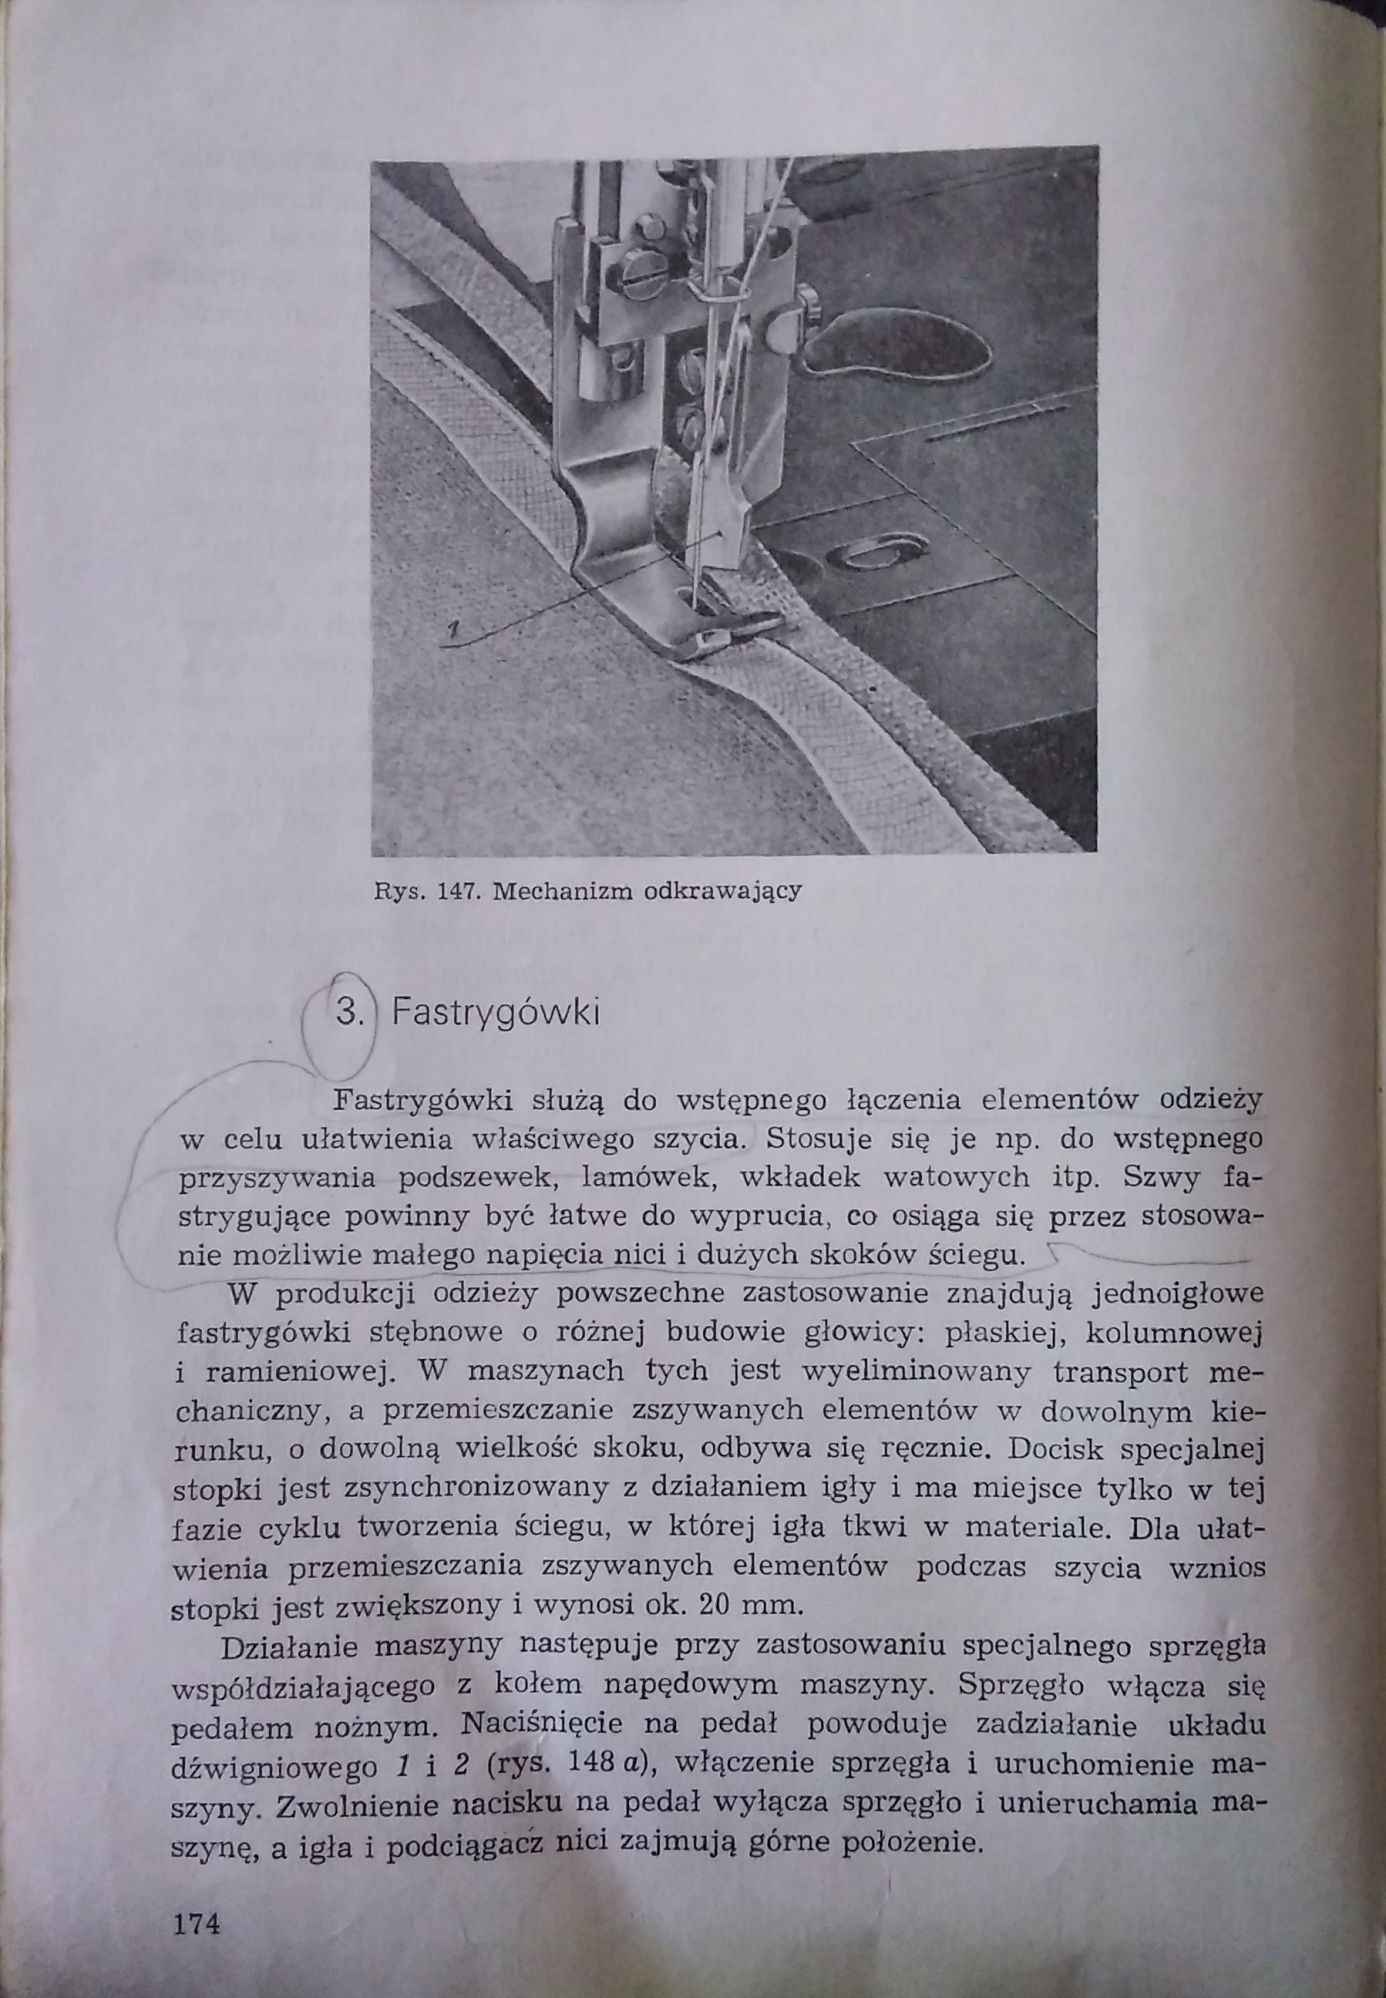 1
Rys. 147. Mechanizm odkrawający
3. Fastrygówki
Fastrygówki służą do wstępnego łączenia elementów odzieży
w celu ułatwienia właściwego szycia. Stosuje się je np. do wstępnego
przyszywania podszewek, lamówek, wkładek watowych itp. Szwy fa-
strygujące powinny być łatwe do wyprucia, co osiąga się przez stosowa-
nie możliwie małego napięcia nici i dużych skoków ściegu.
W produkcji odzieży powszechne zastosowanie znajdują jednoigłowe
fastrygówki stębnowe o różnej budowie głowicy: płaskiej, kolumnowej
i ramieniowej. W maszynach tych jest wyeliminowany transport me-
chaniczny, a przemieszczanie zszywanych elementów w dowolnym kie-
runku, o dowolną wielkość skoku, odbywa się ręcznie. Docisk specjalnej
stopki jest zsynchronizowany z działaniem igły i ma miejsce tylko w tej
fazie cyklu tworzenia ściegu, w której igła tkwi w materiale. Dla ułat-
wienia przemieszczania zszywanych elementów podczas szycia wznios
stopki jest zwiększony i wynosi ok. 20 mm.
Działanie maszyny następuje przy zastosowaniu specjalnego sprzęgła
współdziałającego z kołem napędowym maszyny. Sprzęgło włącza się
pedałem nożnym. Naciśnięcie na pedał powoduje zadziałanie układu
dźwigniowego 1 i 2 (rys. 148 a), włączenie sprzęgła i uruchomienie ma-
szyny. Zwolnienie nacisku na pedał wyłącza sprzęgło i unieruchamia ma-
szynę, a igła i podciągacz nici zajmują górne położenie.
174